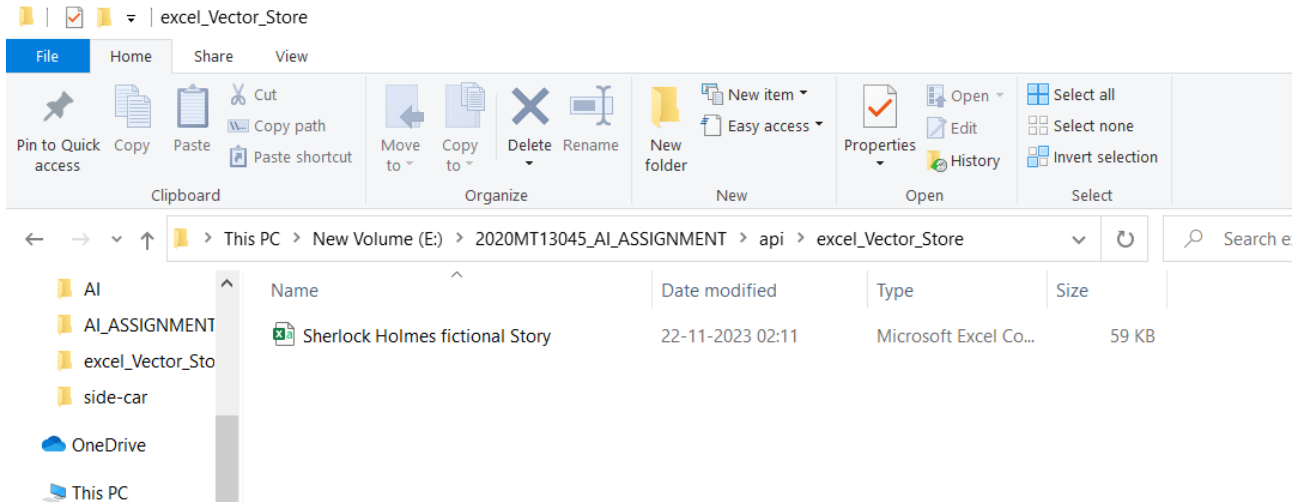 excel_Vector_Store
File Home Share View
Pin to Quick access
Copy
Paste
Cut
Copy path
Paste shortcut
Clipboard
Move to
Copy to
Delete
Rename
Organize
New folder
New item
Easy access
New
Properties
Open
Edit
History
Open
Select all
Select none
Invert selection
Select
This PC > New Volume (E:) > 2020MT13045_AI_ASSIGNMENT > api > excel_Vector_Store
Search e
AI
AI_ASSIGNMENT
excel_Vector_Sto
side-car
OneDrive
This PC
Name Date modified Type Size
Sherlock Holmes fictional Story 22-11-2023 02:11 Microsoft Excel Co... 59 KB